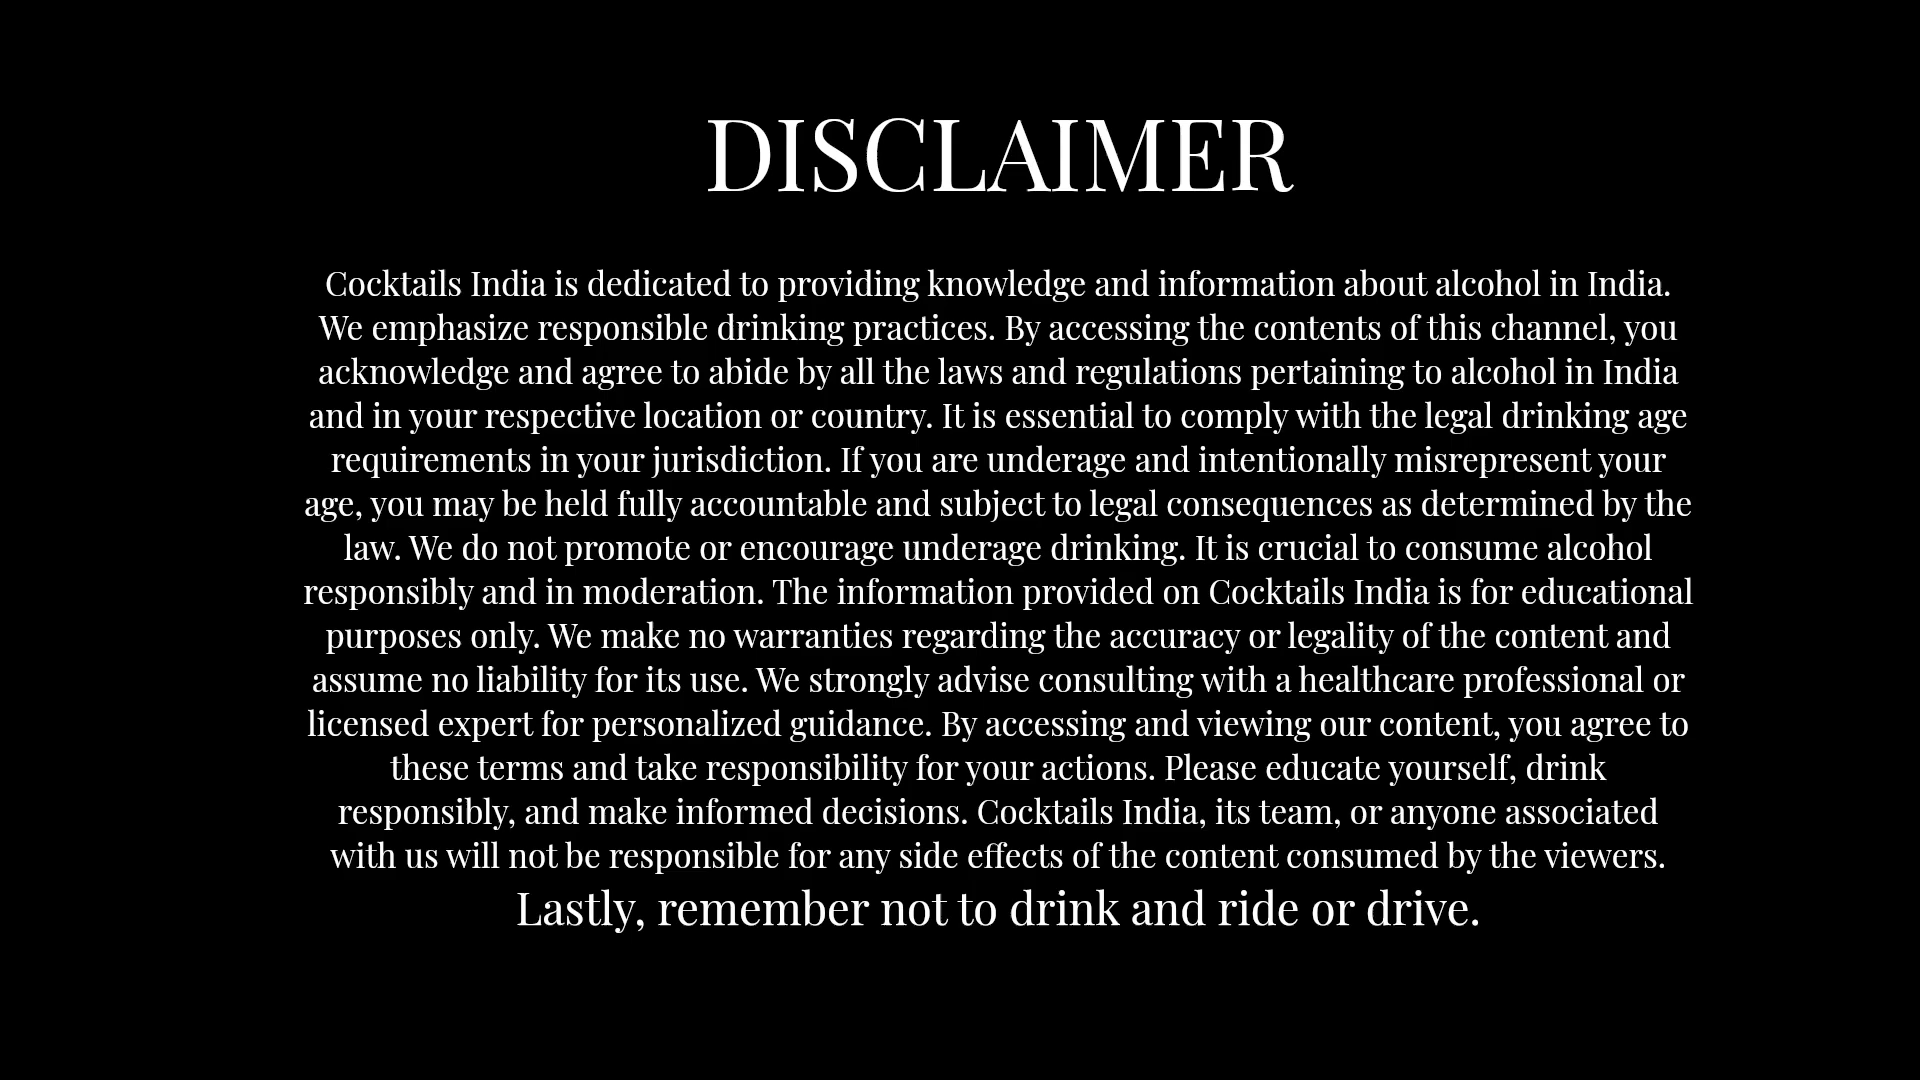 DISCLAIMER
Cocktails India is dedicated to providing knowledge and information about alcohol in India.
We emphasize responsible drinking practices. By accessing the contents of this channel, you
acknowledge and agree to abide by all the laws and regulations pertaining to alcohol in India
and in your respective location or country. It is essential to comply with the legal drinking age
requirements in your jurisdiction. If you are underage and intentionally misrepresent your
age, you may be held fully accountable and subject to legal consequences as determined by the
law. We do not promote or encourage underage drinking. It is crucial to consume alcohol
responsibly and in moderation. The information provided on Cocktails India is for educational
purposes only. We make no warranties regarding the accuracy or legality of the content and
assume no liability for its use. We strongly advise consulting with a healthcare professional or
licensed expert for personalized guidance. By accessing and viewing our content, you agree to
these terms and take responsibility for your actions. Please educate yourself, drink
responsibly, and make informed decisions. Cocktails India, its team, or anyone associated
with us will not be responsible for any side effects of the content consumed by the viewers.
Lastly, remember not to drink and ride or drive.